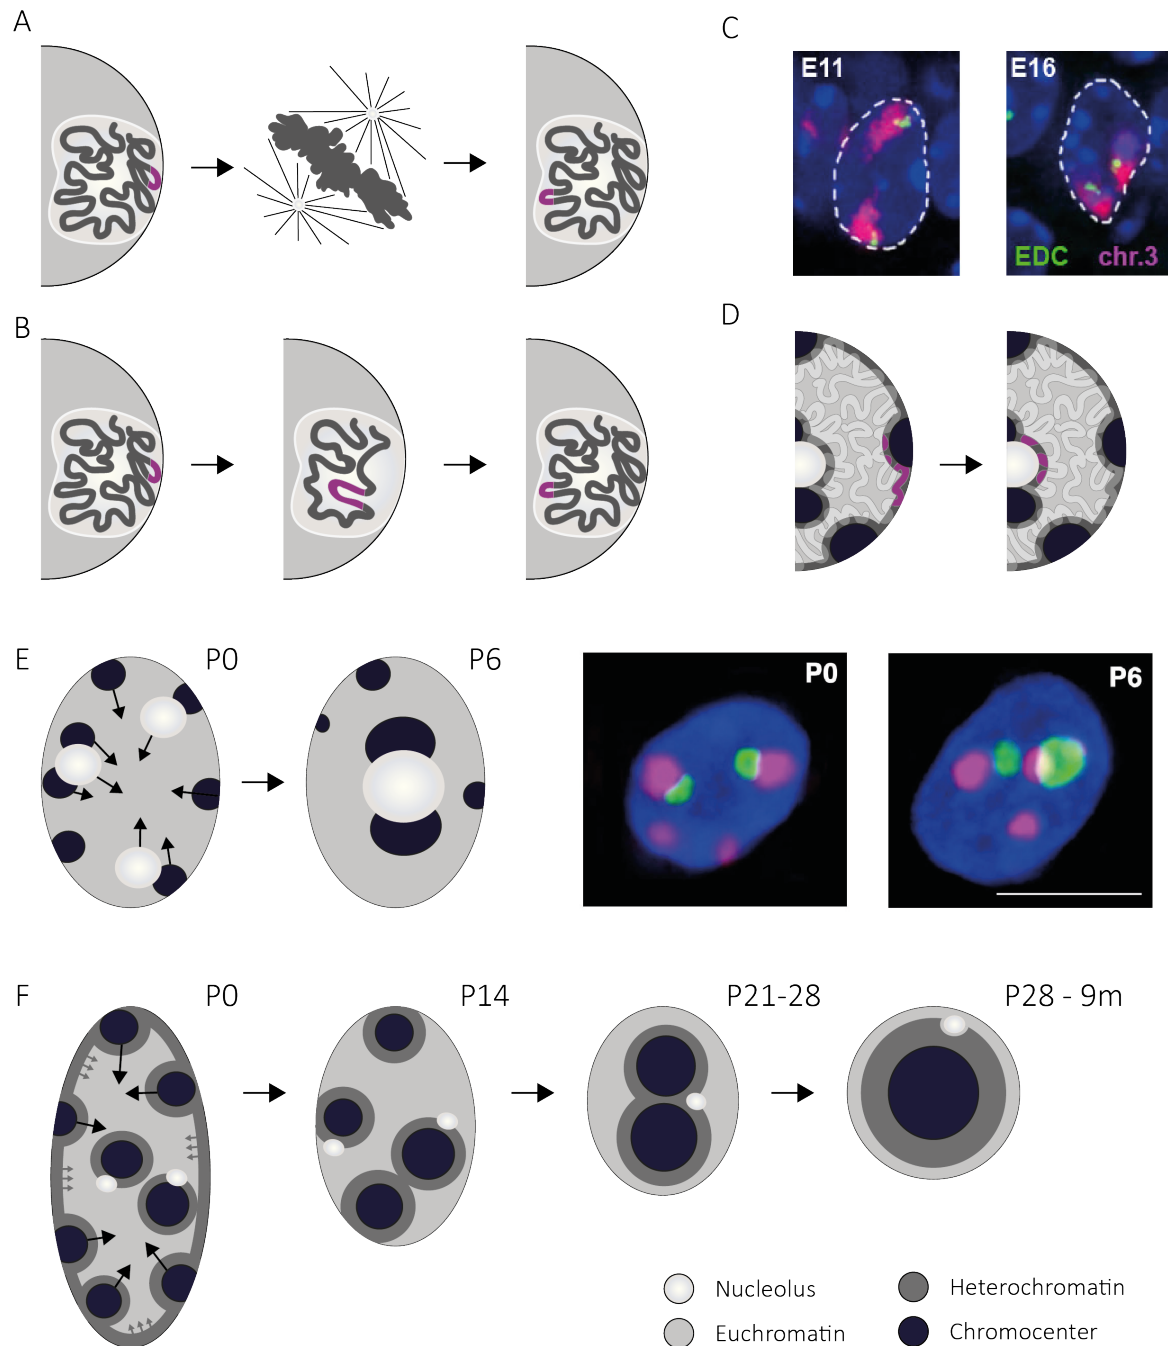 A
C
E11
E16
EDC
chr.3
B
D
E
P0
P6
P0
P6
F
P0
P14
P21-28
P28 - 9m
Nucleolus
Heterochromatin
Euchromatin
Chromocenter